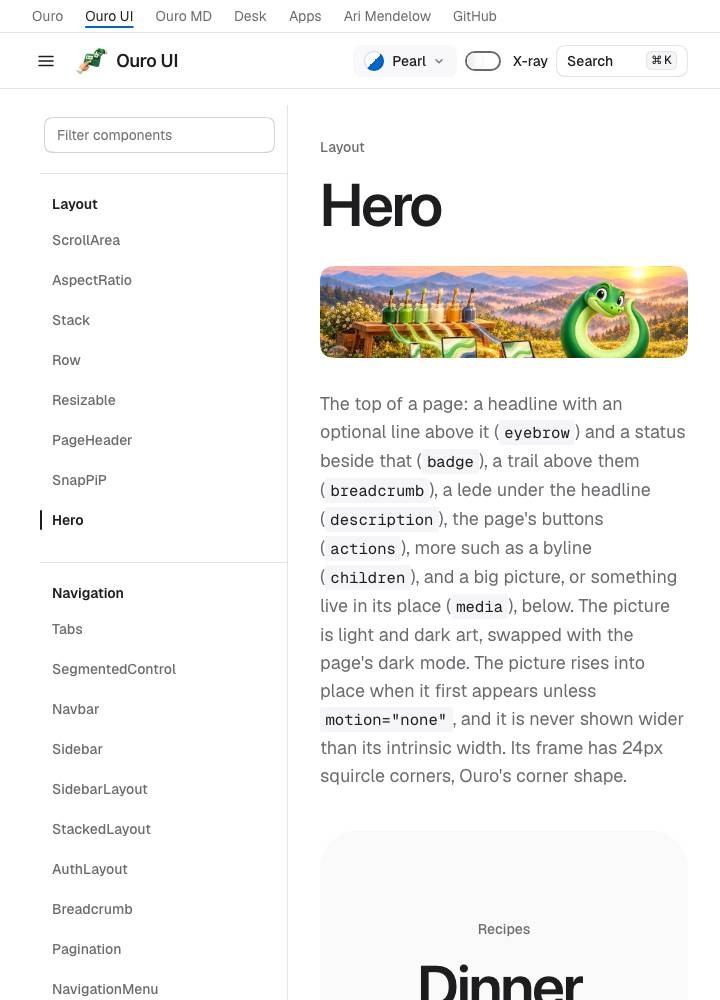 Ouro Ouro UI Ouro MD Desk Apps Ari Mendelow GitHub
Ouro UI Pearl X-ray Search ⌘ K
Filter components
Layout
ScrollArea
AspectRatio
Stack
Row
Resizable
PageHeader
SnapPiP
Hero
Navigation
Tabs
SegmentedControl
Navbar
Sidebar
SidebarLayout
StackedLayout
AuthLayout
Breadcrumb
Pagination
NavigationMenu
Layout
Hero
The top of a page: a headline with an
optional line above it ( eyebrow ) and a status
beside that ( badge ), a trail above them
( breadcrumb ), a lede under the headline
( description ), the page's buttons
( actions ), more such as a byline
( children ), and a big picture, or something
live in its place ( media ), below. The picture
is light and dark art, swapped with the
page's dark mode. The picture rises into
place when it first appears unless
motion="none" , and it is never shown wider
than its intrinsic width. Its frame has 24px
squircle corners, Ouro's corner shape.
Recipes
Dinner